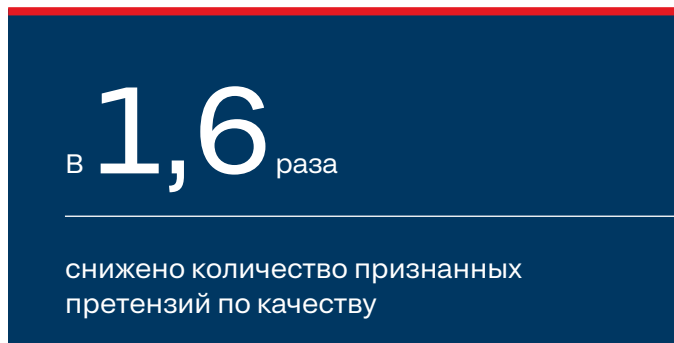 В 1,6 раза
снижено количество признанных
претензий по качеству